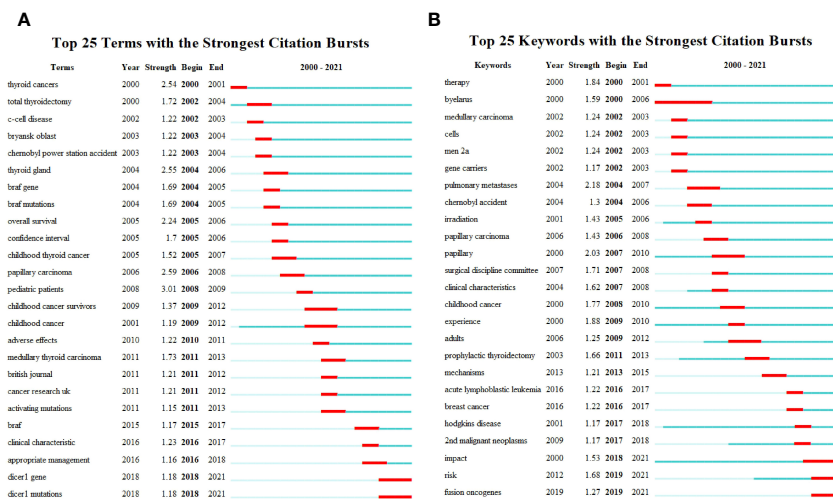 A
Top 25 Terms with the Strongest Citation Bursts
Terms Year Strength Begin End 2000 - 2021
thyroid cancers 2000 2.54 2000 2001
total thyroidectomy 2000 1.72 2002 2004
c-cell disease 2002 1.22 2002 2003
bryansk oblast 2003 1.22 2003 2004
chernobyl power station accident 2003 1.22 2003 2004
thyroid gland 2004 2.55 2004 2006
braf gene 2004 1.69 2004 2005
braf mutations 2004 1.69 2004 2005
overall survival 2005 2.24 2005 2006
confidence interval 2005 1.7 2005 2006
childhood thyroid cancer 2005 1.52 2005 2007
papillary carcinoma 2006 2.59 2006 2008
pediatric patients 2008 3.01 2008 2009
childhood cancer survivors 2009 1.37 2009 2012
childhood cancer 2001 1.19 2009 2012
adverse effects 2010 1.22 2010 2011
medullary thyroid carcinoma 2011 1.73 2011 2013
british journal 2011 1.21 2011 2012
cancer research uk 2011 1.21 2011 2012
activating mutations 2011 1.15 2011 2013
braf 2015 1.17 2015 2017
clinical characteristic 2016 1.23 2016 2017
appropriate management 2016 1.16 2016 2018
dicer1 gene 2018 1.18 2018 2021
dicer1 mutations 2018 1.18 2018 2021
B
Top 25 Keywords with the Strongest Citation Bursts
Keywords Year Strength Begin End 2000 - 2021
therapy 2000 1.84 2000 2001
byelarus 2000 1.59 2000 2006
medullary carcinoma 2002 1.24 2002 2003
cells 2002 1.24 2002 2003
men 2a 2002 1.24 2002 2003
gene carriers 2002 1.17 2002 2003
pulmonary metastases 2004 2.18 2004 2007
chernobyl accident 2004 1.3 2004 2006
irradiation 2001 1.43 2005 2006
papillary carcinoma 2006 1.43 2006 2008
papillary 2000 2.03 2007 2010
surgical discipline committee 2007 1.71 2007 2008
clinical characteristics 2004 1.62 2007 2008
childhood cancer 2000 1.77 2008 2010
experience 2000 1.88 2009 2010
adults 2006 1.25 2009 2012
prophylactic thyroidectomy 2003 1.66 2011 2013
mechanisms 2013 1.21 2013 2015
acute lymphoblastic leukemia 2016 1.22 2016 2017
breast cancer 2016 1.22 2016 2017
hodgkins disease 2001 1.17 2017 2018
2nd malignant neoplasms 2009 1.17 2017 2018
impact 2000 1.53 2018 2021
risk 2012 1.68 2019 2021
fusion oncogenes 2019 1.27 2019 2021